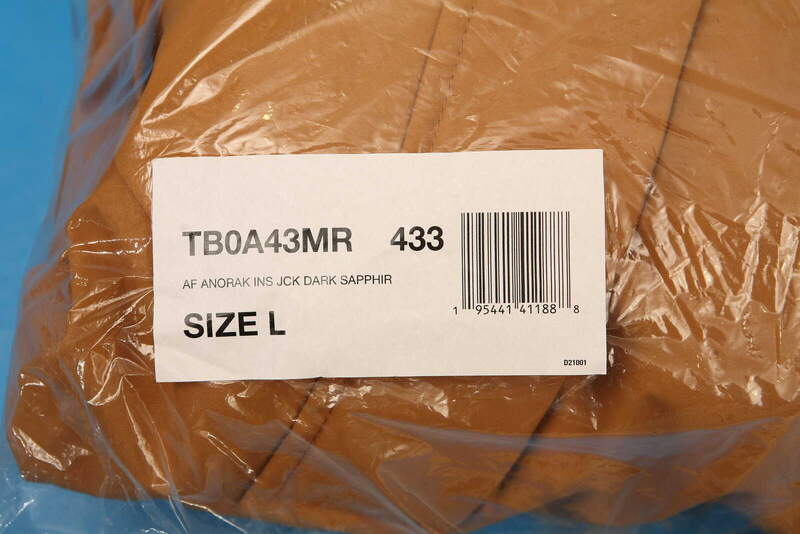 TB0A43MR 433
AF ANORAK INS JCK DARK SAPPHIR
SIZE L
1 95441 41188 8
D21001